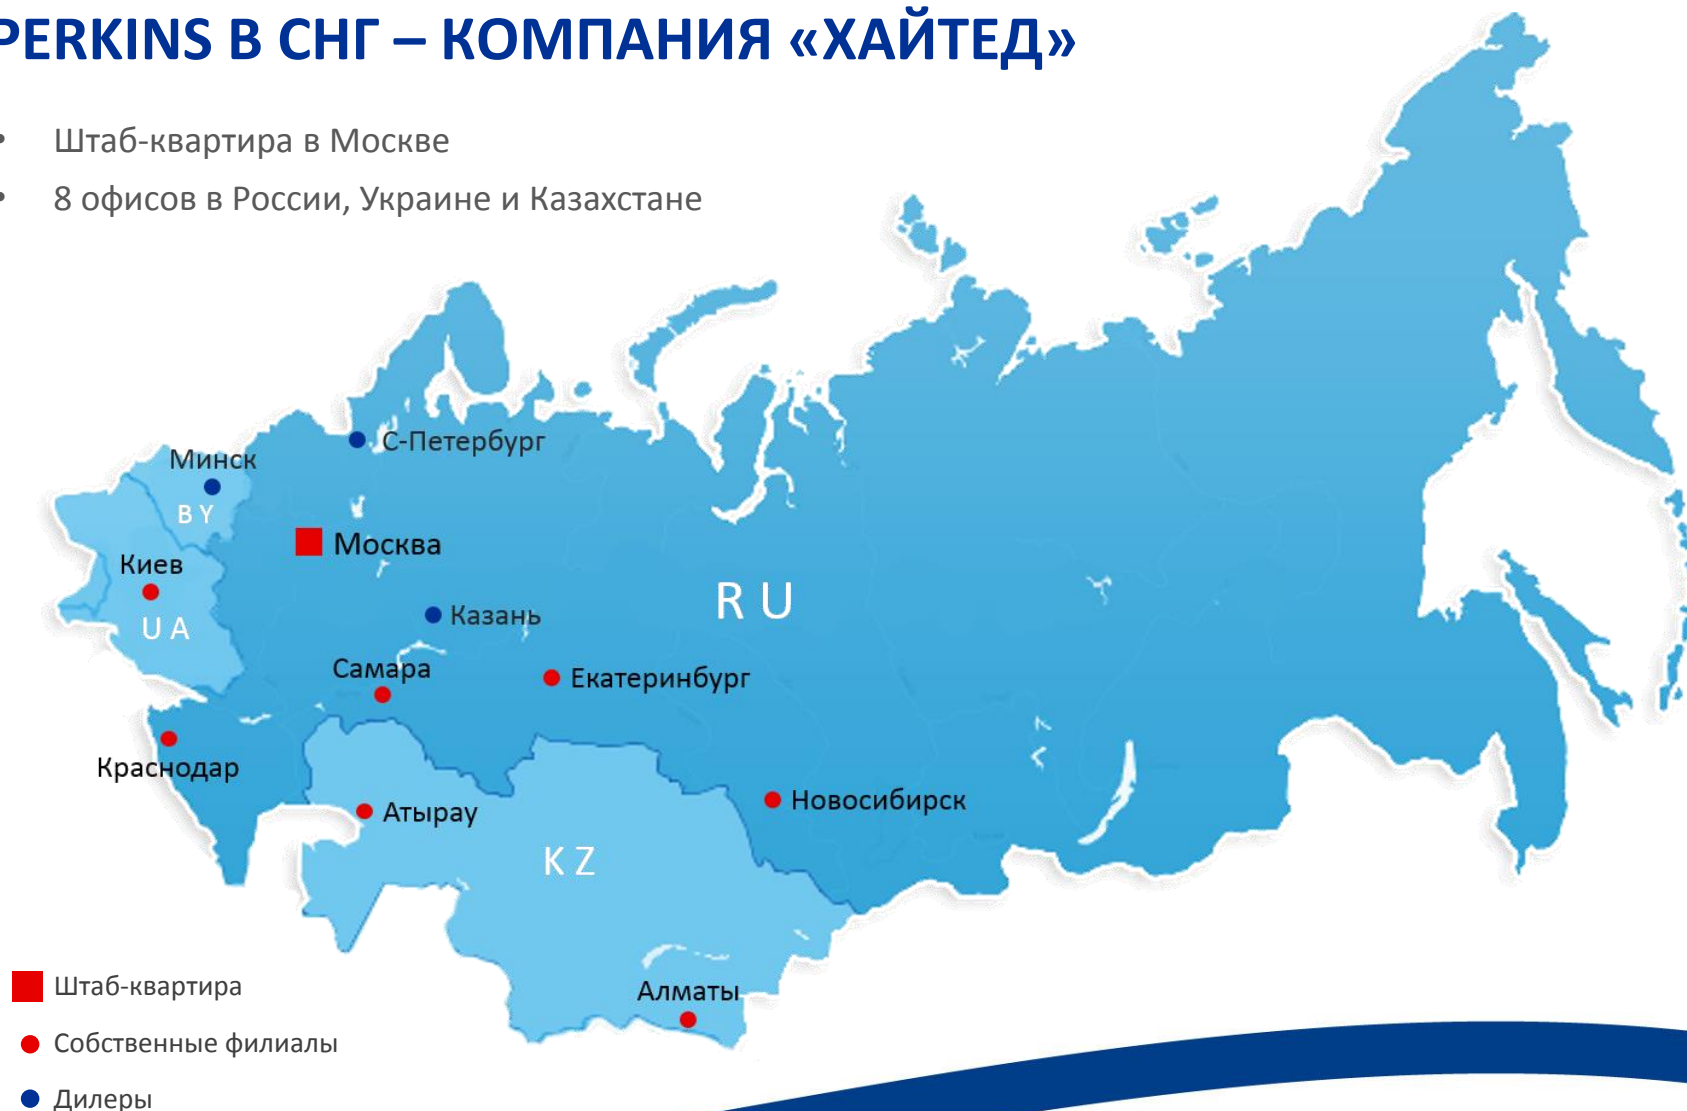 PERKINS В СНГ – КОМПАНИЯ «ХАЙТЕД»
• Штаб-квартира в Москве
• 8 офисов в России, Украине и Казахстане
С-Петербург
Минск
BY
Москва
Киев
UA
RU
Казань
Самара
Екатеринбург
Краснодар
Атырау
Новосибирск
KZ
Алматы
Штаб-квартира
Собственные филиалы
Дилеры